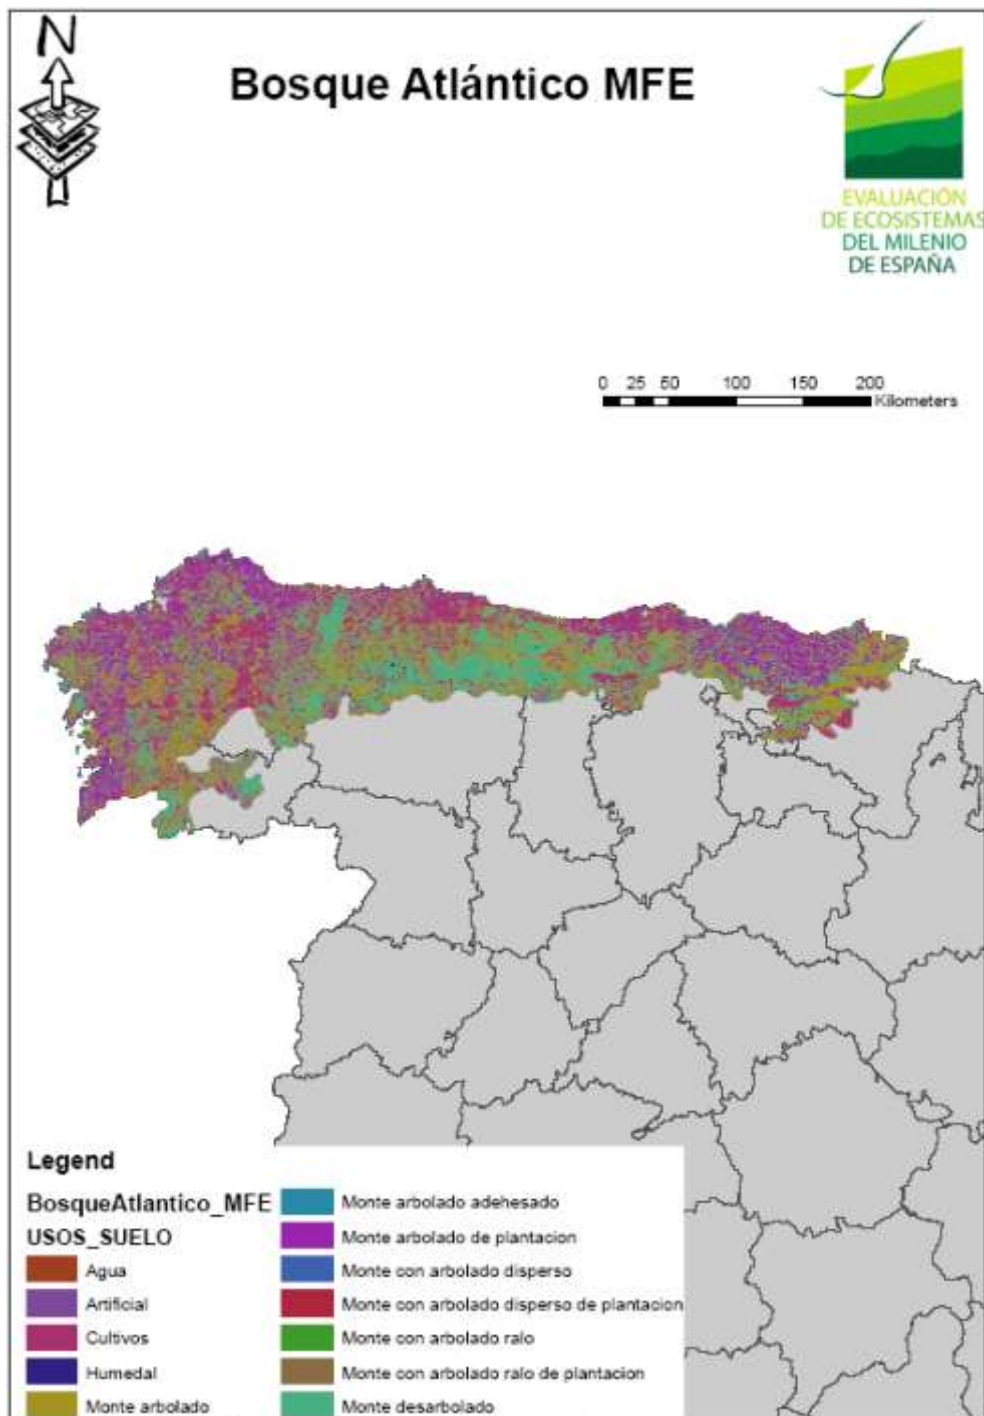 N
Bosque Atlántico MFE
EVALUACIÓN
DE ECOSISTEMAS
DEL MILENIO
DE ESPAÑA
0 25 50 100 150 200
Kilometers
Legend
BosqueAtlantico_MFE
USOS_SUELO
Agua
Artificial
Cultivos
Humedal
Monte arbolado
Monte arbolado adehesado
Monte arbolado de plantacion
Monte con arbolado disperso
Monte con arbolado disperso de plantacion
Monte con arbolado ralo
Monte con arbolado ralo de plantacion
Monte desarbolado